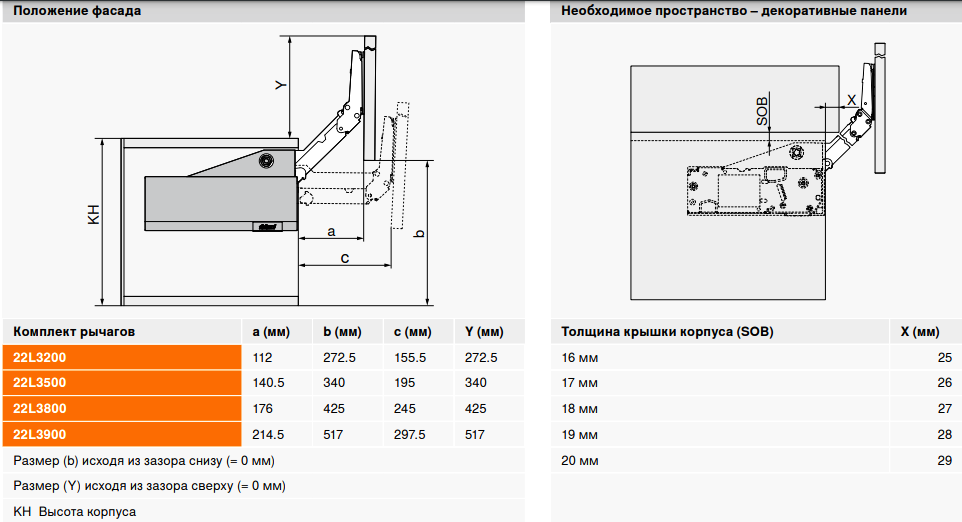 Положение фасада
Y
KH
a
b
c
Комплект рычагов a (мм) b (мм) c (мм) Y (мм)
22L3200 112 272.5 155.5 272.5
22L3500 140.5 340 195 340
22L3800 176 425 245 425
22L3900 214.5 517 297.5 517
Размер (b) исходя из зазора снизу (= 0 мм)
Размер (Y) исходя из зазора сверху (= 0 мм)
KH Высота корпуса
Необходимое пространство – декоративные панели
SOB
X
Толщина крышки корпуса (SOB) X (мм)
16 мм 25
17 мм 26
18 мм 27
19 мм 28
20 мм 29